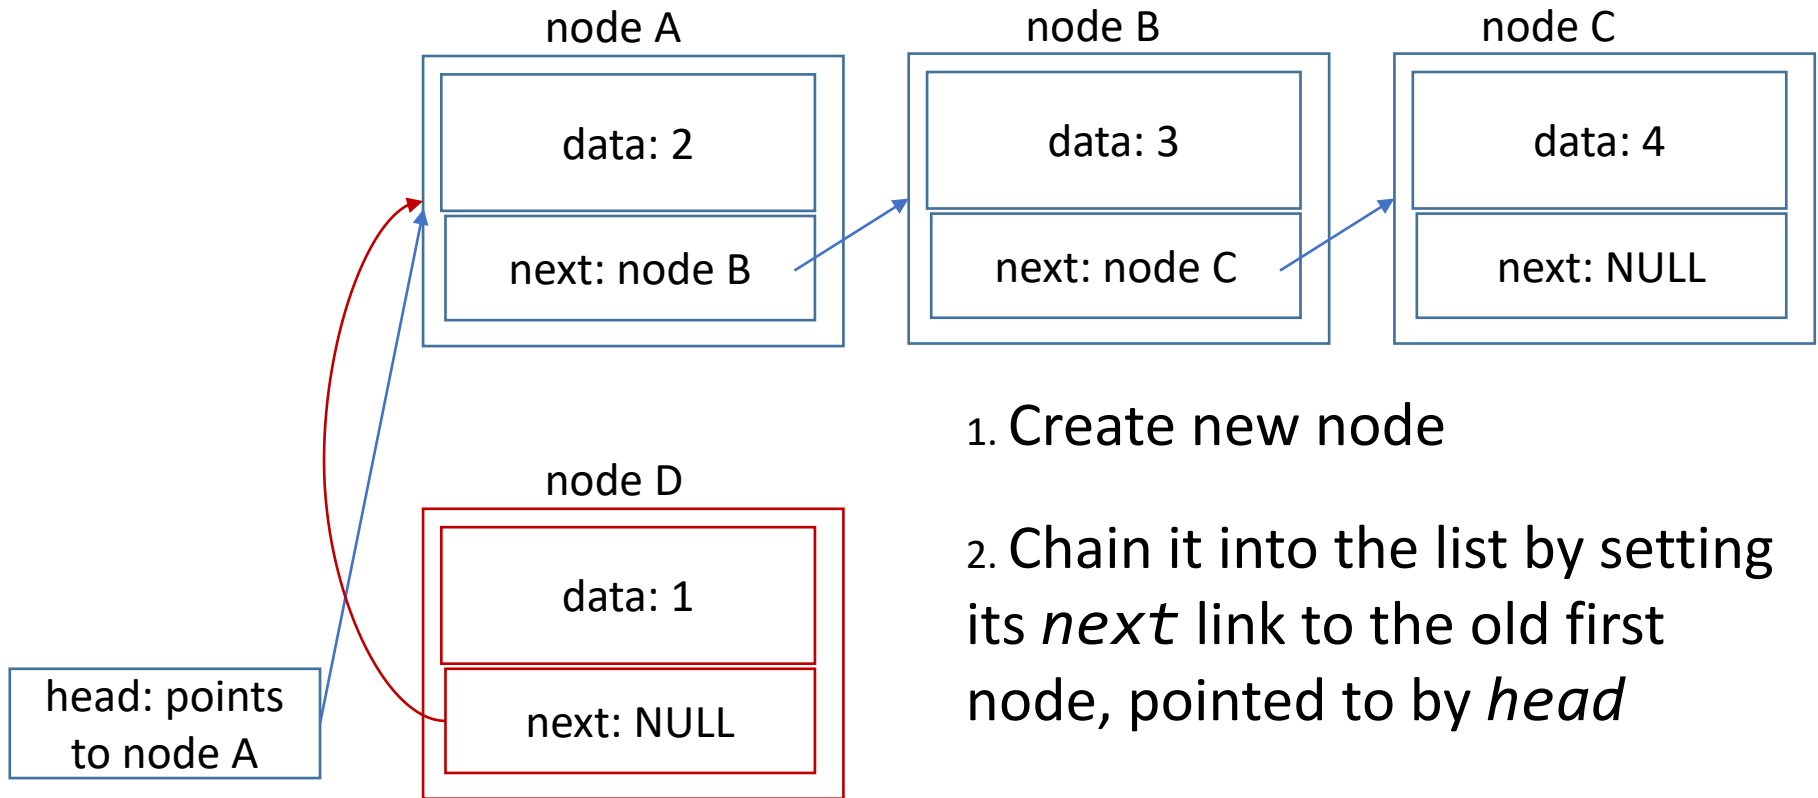 node A
node B
node C
data: 2
data: 3
data: 4
next: node B
next: node C
next: NULL
1. Create new node
node D
2. Chain it into the list by setting
its next link to the old first
node, pointed to by head
data: 1
next: NULL
head: points
to node A